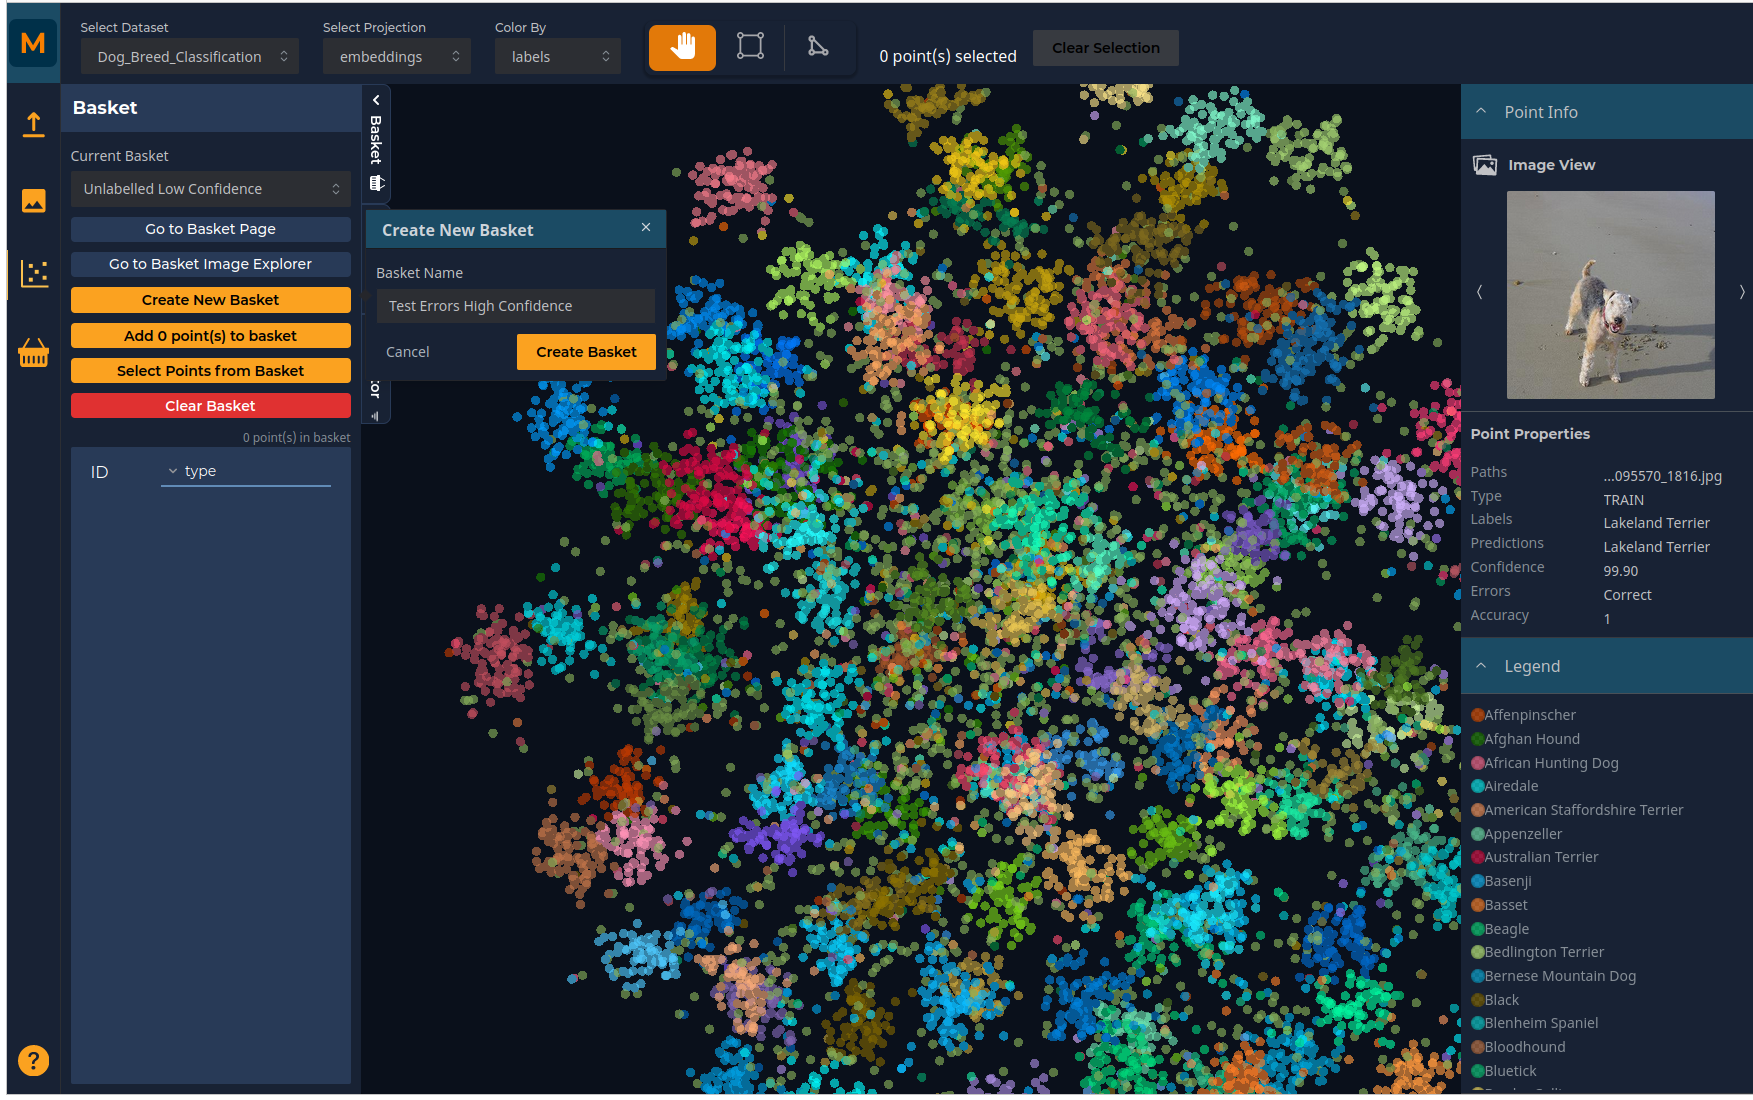 M
Select Dataset
Dog_Breed_Classification
Select Projection
embeddings
Color By
labels
0 point(s) selected
Clear Selection
Basket
Current Basket
Unlabelled Low Confidence
Go to Basket Page
Go to Basket Image Explorer
Create New Basket
Add 0 point(s) to basket
Select Points from Basket
Clear Basket
0 point(s) in basket
ID
type
?
Basket
Create New Basket
×
Basket Name
Test Errors High Confidence
Cancel
Create Basket
Point Info
Image View
Point Properties
Paths ...095570_1816.jpg
Type TRAIN
Labels Lakeland Terrier
Predictions Lakeland Terrier
Confidence 99.90
Errors Correct
Accuracy 1
Legend
Affenpinscher
Afghan Hound
African Hunting Dog
Airedale
American Staffordshire Terrier
Appenzeller
Australian Terrier
Basenji
Basset
Beagle
Bedlington Terrier
Bernese Mountain Dog
Black
Blenheim Spaniel
Bloodhound
Bluetick